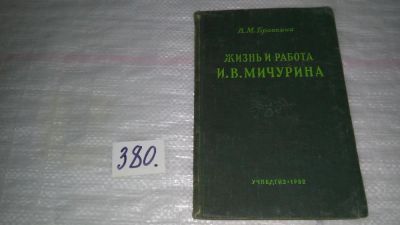 В.М.
ЖИЗНЬ И РАБОТА
И.В.МИЧУРИНА
УЧПЕДГИЗ • 1952
380.